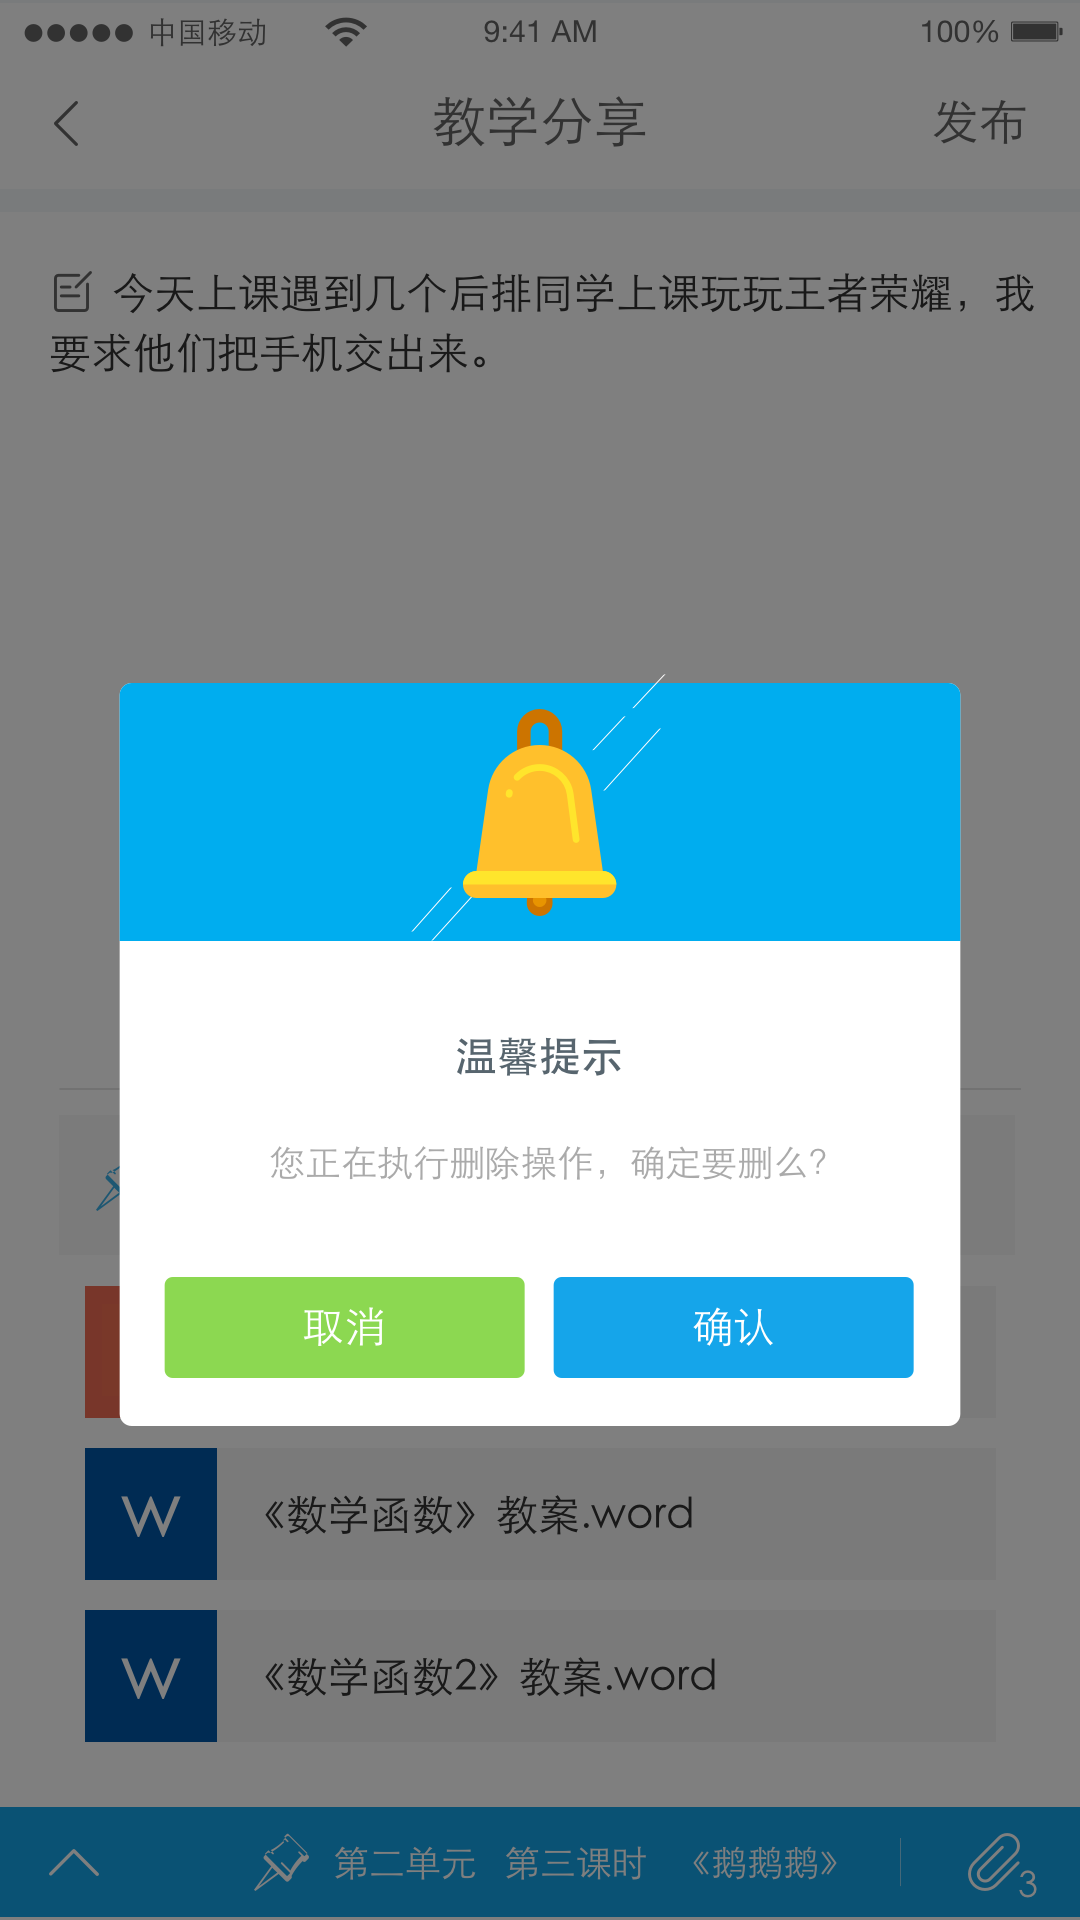 中国移动 9:41 AM 100%
教学分享 发布
今天上课遇到几个后排同学上课玩玩王者荣耀，我
要求他们把手机交出来。
温馨提示
您正在执行删除操作，确定要删么？
取消 确认
W 《数学函数》教案.word
W 《数学函数2》教案.word
第二单元 第三课时 《鹅鹅鹅》 3